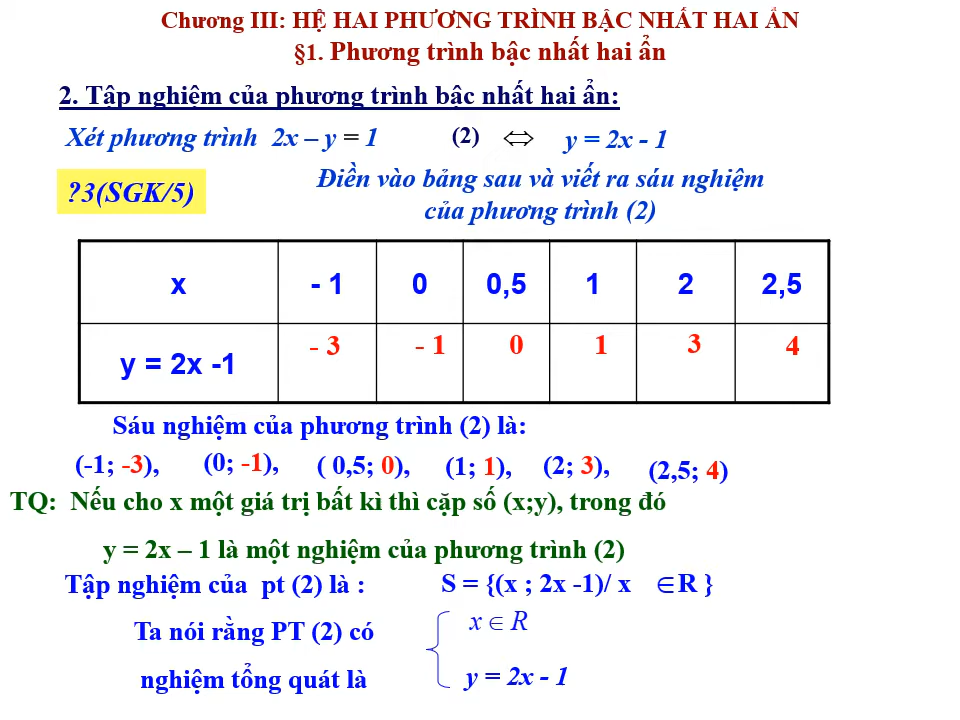 Chương III: HỆ HAI PHƯƠNG TRÌNH BẬC NHẤT HAI ẨN
§1. Phương trình bậc nhất hai ẩn
2. Tập nghiệm của phương trình bậc nhất hai ẩn:
Xét phương trình 2x – y = 1 (2) ⇔ y = 2x - 1
?3(SGK/5)
Điền vào bảng sau và viết ra sáu nghiệm
của phương trình (2)
x - 1 0 0,5 1 2 2,5
y = 2x -1 - 3 - 1 0 1 3 4
Sáu nghiệm của phương trình (2) là:
(-1; -3), (0; -1), ( 0,5; 0), (1; 1), (2; 3), (2,5; 4)
TQ: Nếu cho x một giá trị bất kì thì cặp số (x;y), trong đó
y = 2x – 1 là một nghiệm của phương trình (2)
Tập nghiệm của pt (2) là : S = {(x ; 2x -1)/ x ∈R }
Ta nói rằng PT (2) có
nghiệm tổng quát là
x ∈ R
y = 2x - 1